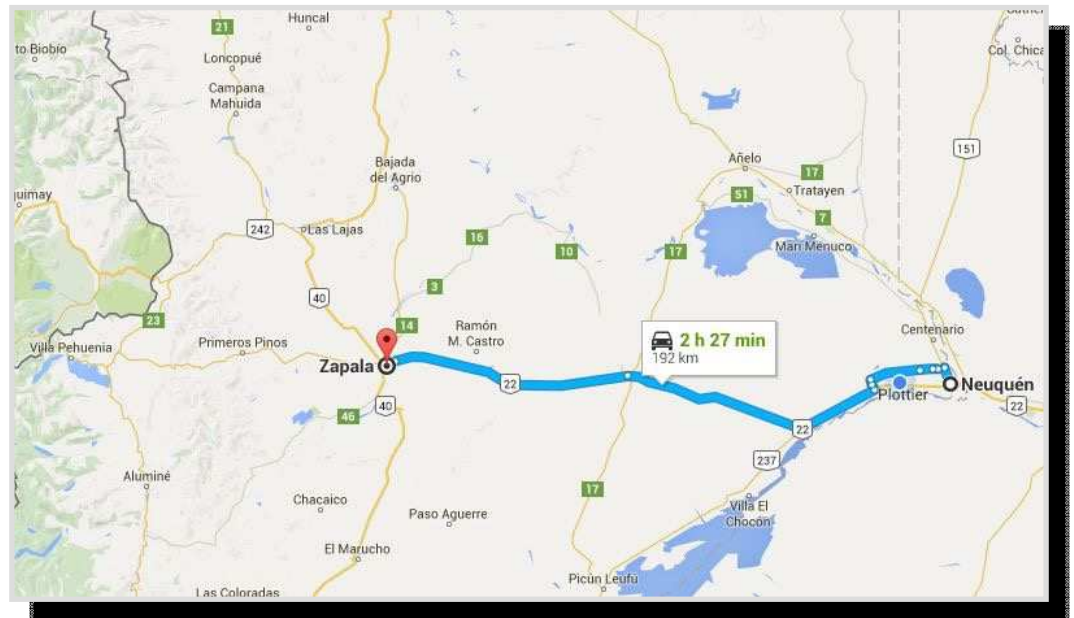 Huncal
21
to Biobío
Loncopué
Col. Chica
Campana
Mahuida
151
Bajada
del Agrio
Añelo
17
Tratayen
51
quimay
7
242
Las Lajas
16
10
17
Mari Menuco
3
40
23
14
Ramón
M. Castro
Centenario
2 h 27 min
192 km
Villa Pehuenia
Primeros Pinos
Zapala
22
Neuquén
Plottier
40
22
46
22
237
Aluminé
17
Chacaico
Villa El
Chocón
Paso Aguerre
El Marucho
Picún Leufú
Las Coloradas